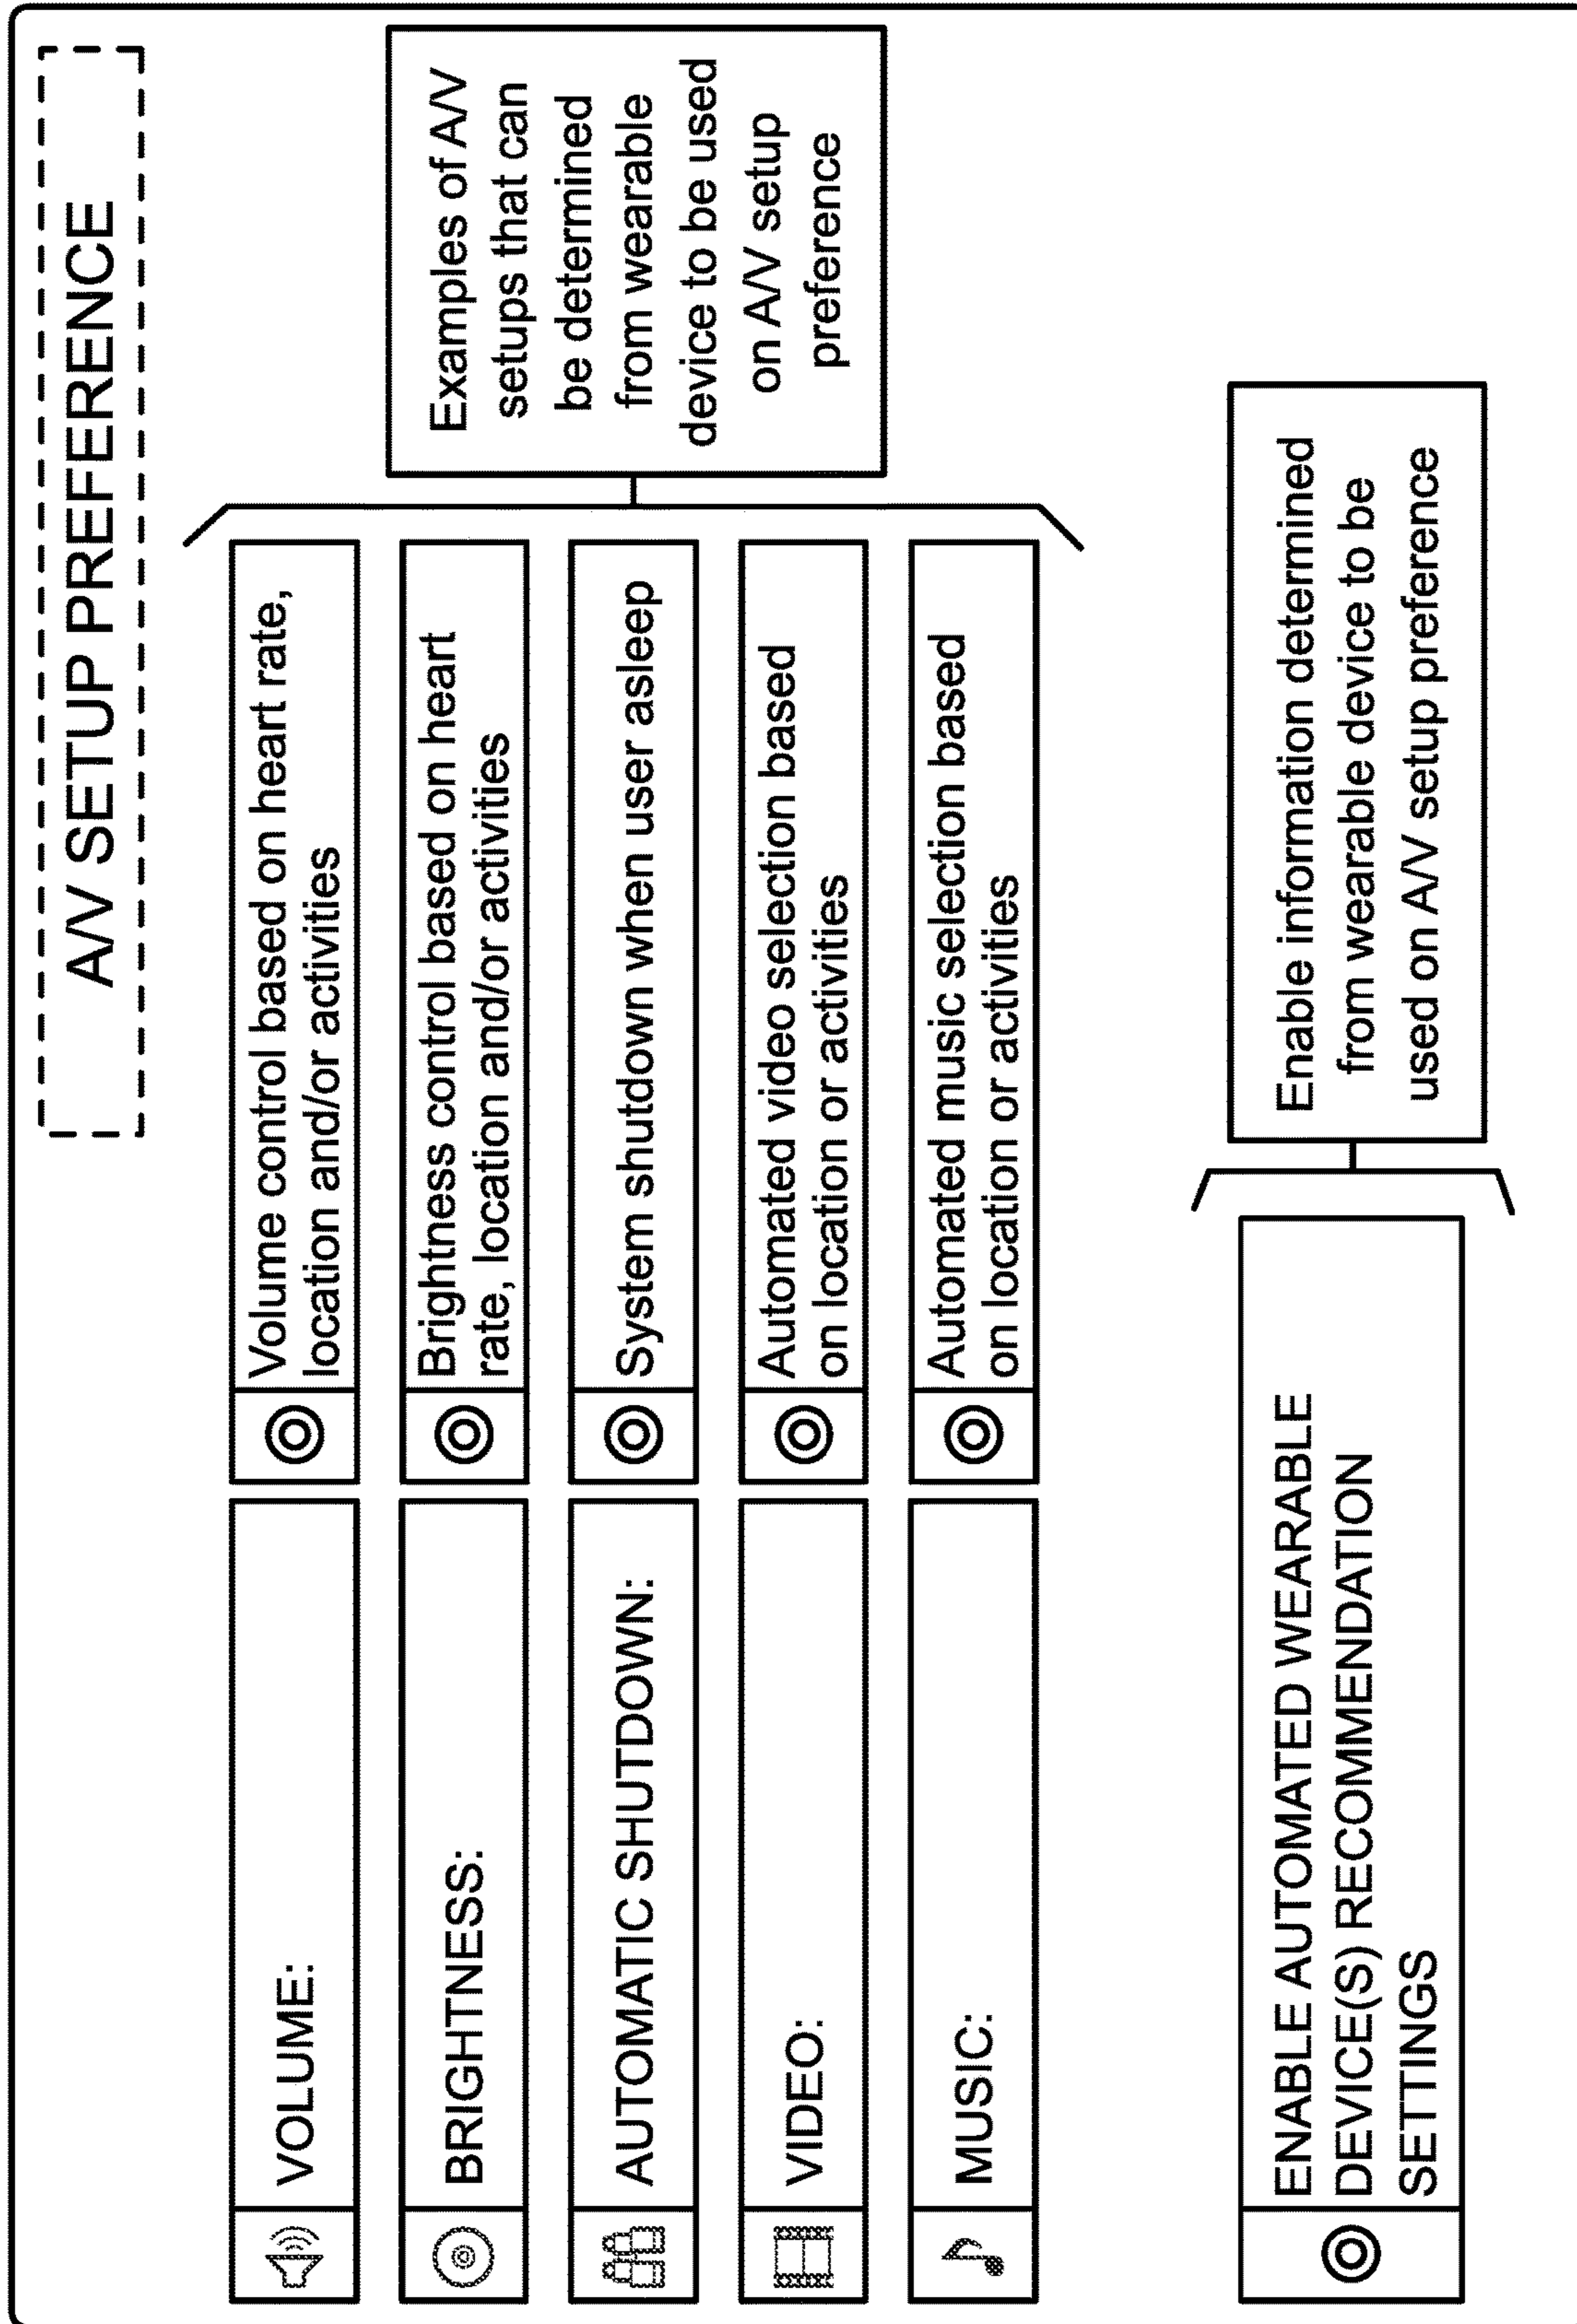 A/V SETUP PREFERENCE
VOLUME:
Volume control based on heart rate,
location and/or activities
BRIGHTNESS:
Brightness control based on heart
rate, location and/or activities
AUTOMATIC SHUTDOWN:
System shutdown when user asleep
VIDEO:
Automated video selection based
on location or activities
MUSIC:
Automated music selection based
on location or activities
Examples of A/V
setups that can
be determined
from wearable
device to be used
on A/V setup
preference
ENABLE AUTOMATED WEARABLE
DEVICE(S) RECOMMENDATION
SETTINGS
Enable information determined
from wearable device to be
used on A/V setup preference